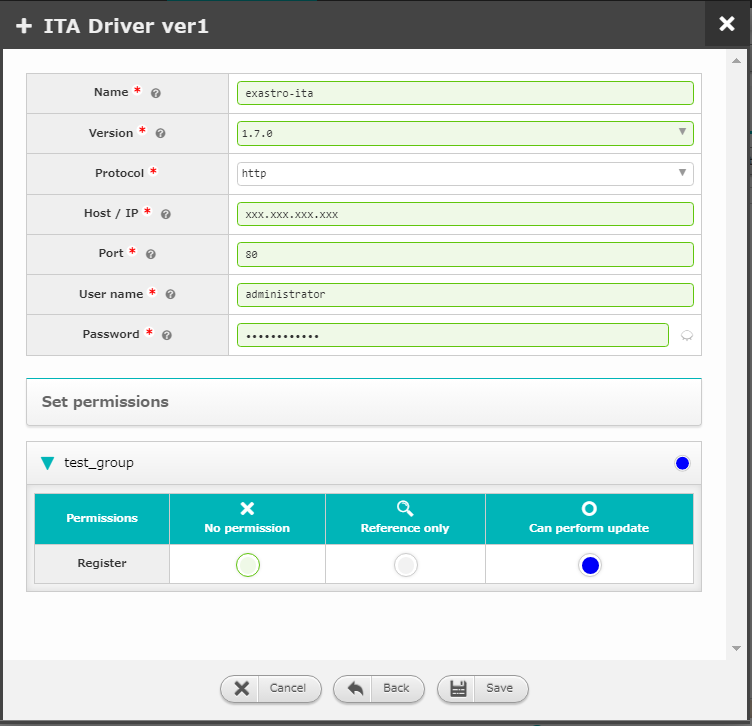 ITA Driver ver1
Name *
exastro-ita
Version *
1.7.0
Protocol *
http
Host / IP *
xxx.xxx.xxx.xxx
Port *
80
User name *
administrator
Password *
••••••••••••
Set permissions
test_group
Permissions
No permission
Reference only
Can perform update
Register
Cancel
Back
Save